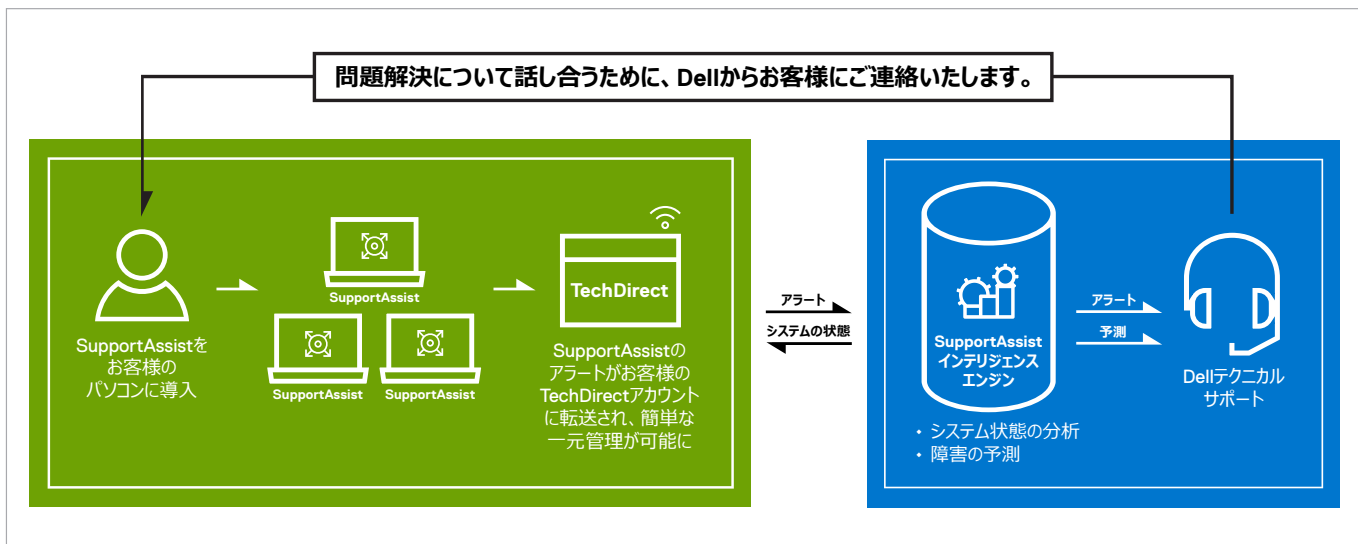 問題解決について話し合うために、Dellからお客様にご連絡いたします。
SupportAssistを
お客様の
パソコンに導入
SupportAssist
SupportAssist
SupportAssist
TechDirect
SupportAssistの
アラートがお客様の
TechDirectアカウント
に転送され、簡単な
一元管理が可能に
アラート
システムの状態
SupportAssist
インテリジェンス
エンジン
・システム状態の分析
・障害の予測
アラート
予測
Dellテクニカル
サポート